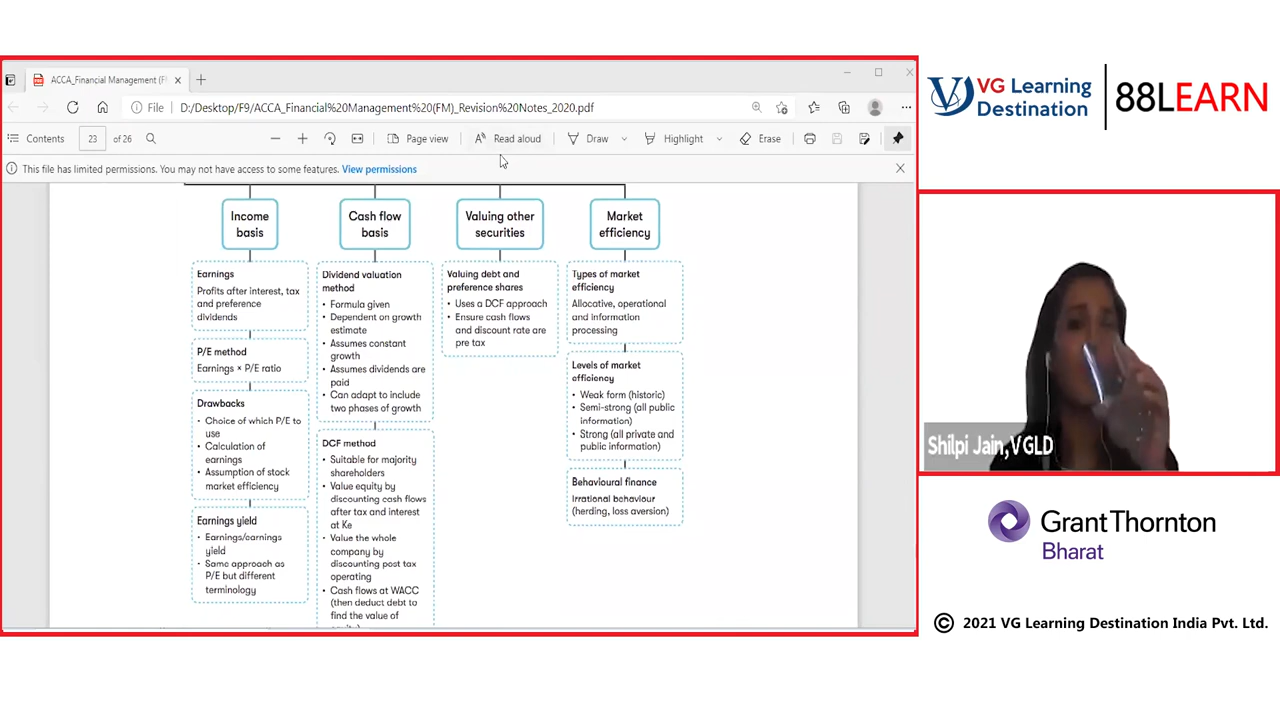 ACCA_Financial Management (F
File
D:/Desktop/F9/ACCA_Financial%20Management%20(FM)_Revision%20Notes_2020.pdf
Contents
23
of 26
Page view
Read aloud
Draw
Highlight
Erase
This file has limited permissions. You may not have access to some features. View permissions
Income
basis
Earnings
Profits after interest, tax
and preference
dividends
P/E method
Earnings × P/E ratio
Drawbacks
• Choice of which P/E to
use
• Calculation of
earnings
• Assumption of stock
market efficiency
Earnings yield
• Earnings/earnings
yield
• Same approach as
P/E but different
terminology
Cash flow
basis
Dividend valuation
method
• Formula given
• Dependent on growth
estimate
• Assumes constant
growth
• Assumes dividends are
paid
• Can adapt to include
two phases of growth
DCF method
• Suitable for majority
shareholders
• Value equity by
discounting cash flows
after tax and interest
at Ke
• Value the whole
company by
discounting post tax
operating
• Cash flows at WACC
(then deduct debt to
find the value of
Valuing other
securities
Valuing debt and
preference shares
• Uses a DCF approach
• Ensure cash flows
and discount rate are
pre tax
Market
efficiency
Types of market
efficiency
Allocative, operational
and information
processing
Levels of market
efficiency
• Weak form (historic)
• Semi-strong (all public
information)
• Strong (all private and
public information)
Behavioural finance
Irrational behaviour
(herding, loss aversion)
VG Learning
Destination
88LEARN
Shilpi Jain,VGLD
Grant Thornton
Bharat
© 2021 VG Learning Destination India Pvt. Ltd.